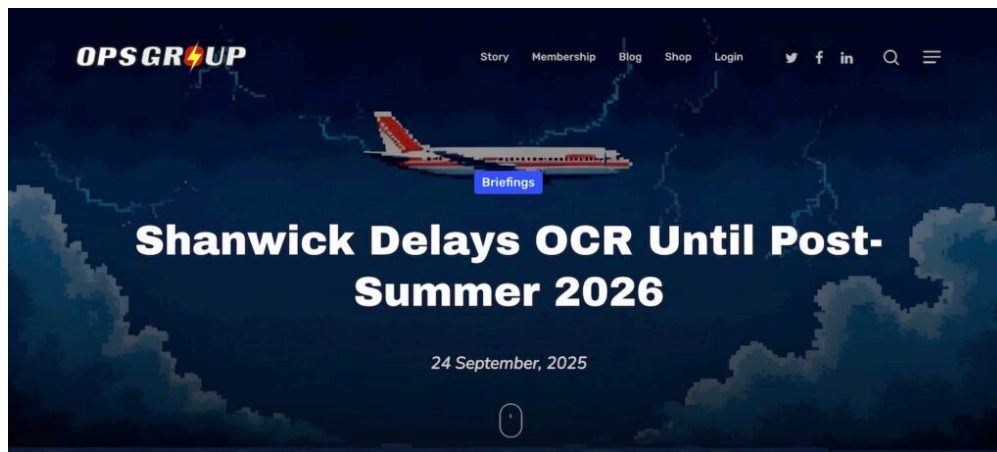 OPSGROUP
Story Membership Blog Shop Login
Briefings
Shanwick Delays OCR Until Post-
Summer 2026
24 September, 2025